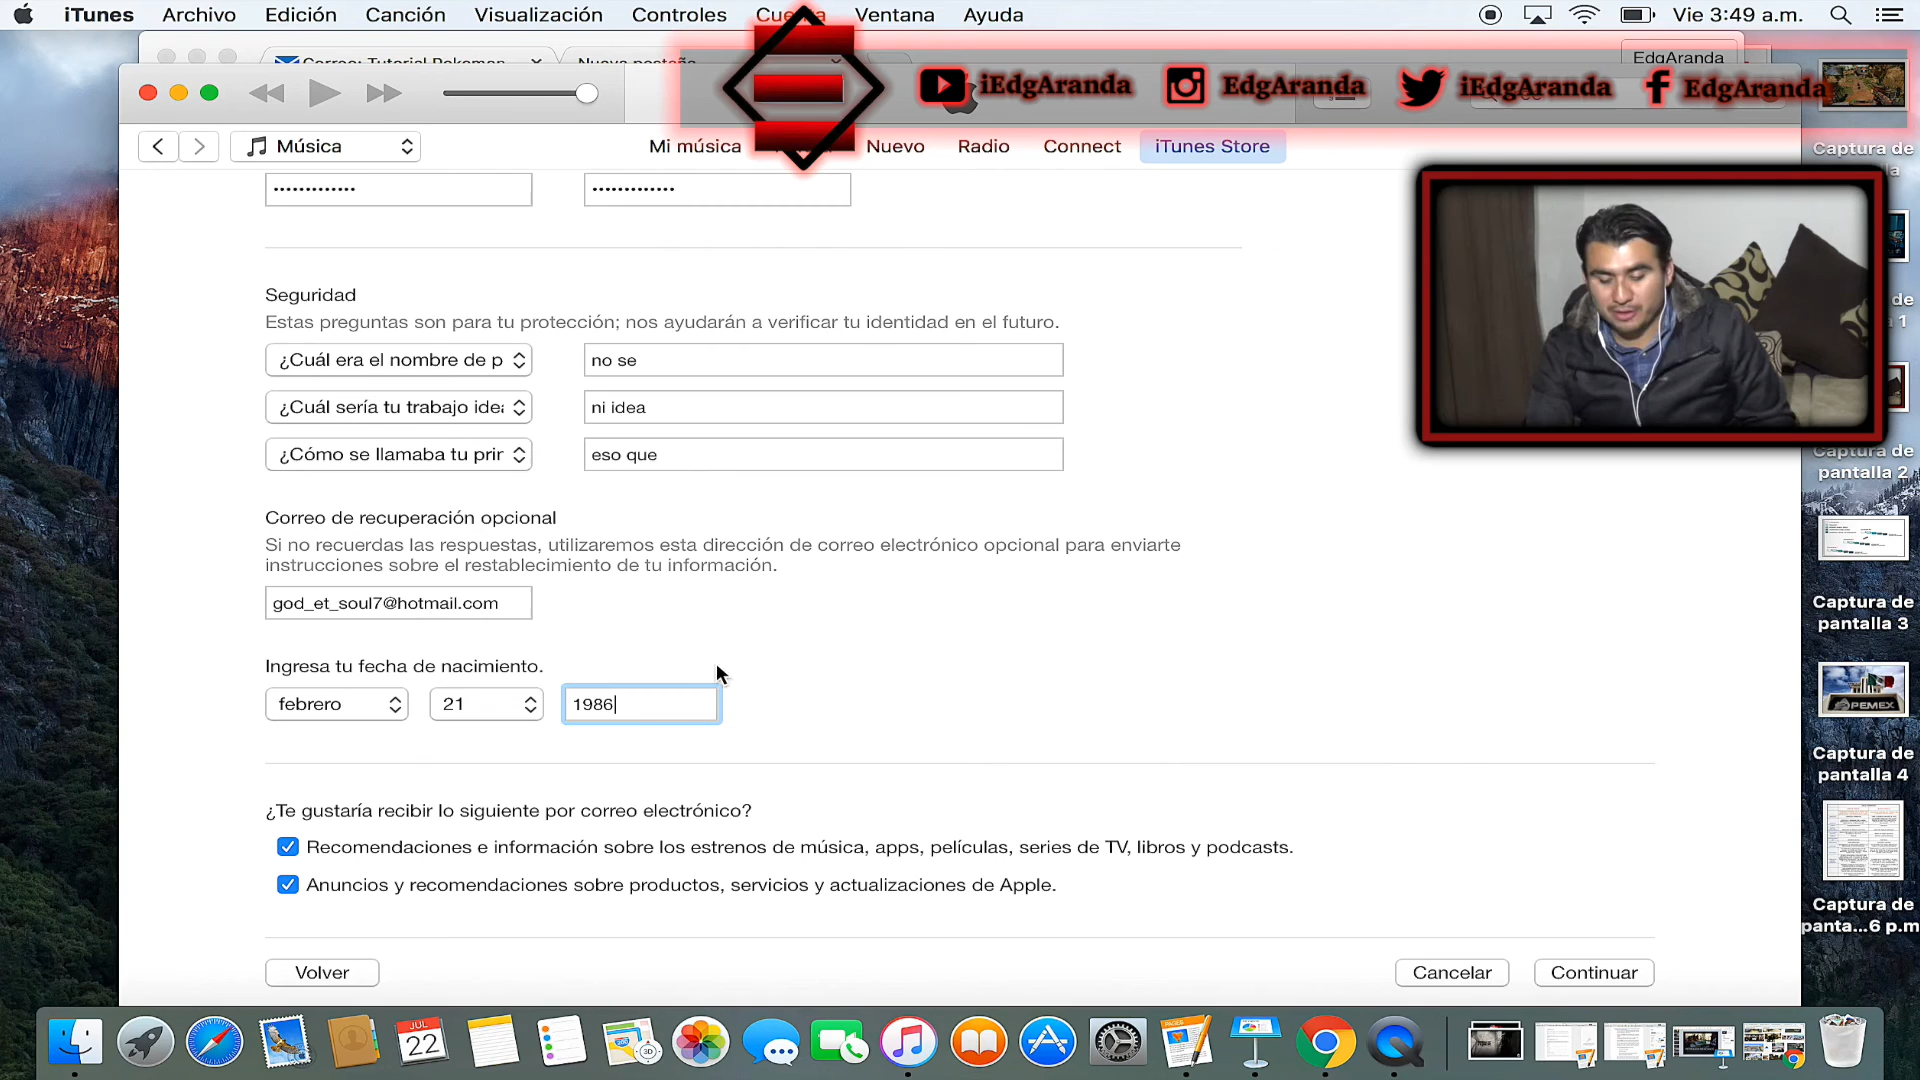 iTunes Archivo Edición Canción Visualización Controles Ventana Ayuda Vie 3:49 a.m.
Correo: Tutorial Pokemon
EdgAranda
iEdgAranda EdgAranda iEdgAranda EdgAranda
Música
Mi música Nuevo Radio Connect iTunes Store
Captura de
•••••••••••••
•••••••••••••
Seguridad
Estas preguntas son para tu protección; nos ayudarán a verificar tu identidad en el futuro.
¿Cuál era el nombre de p no se
¿Cuál sería tu trabajo idea ni idea
¿Cómo se llamaba tu prir eso que
Captura de
pantalla 2
Correo de recuperación opcional
Si no recuerdas las respuestas, utilizaremos esta dirección de correo electrónico opcional para enviarte
instrucciones sobre el restablecimiento de tu información.
god_et_soul7@hotmail.com
Captura de
pantalla 3
Ingresa tu fecha de nacimiento.
febrero 21 1986
PEMEX
Captura de
pantalla 4
¿Te gustaría recibir lo siguiente por correo electrónico?
Recomendaciones e información sobre los estrenos de música, apps, películas, series de TV, libros y podcasts.
Anuncios y recomendaciones sobre productos, servicios y actualizaciones de Apple.
Captura de
panta...6 p.m
Volver Cancelar Continuar
JUL
22
3D
PAGES